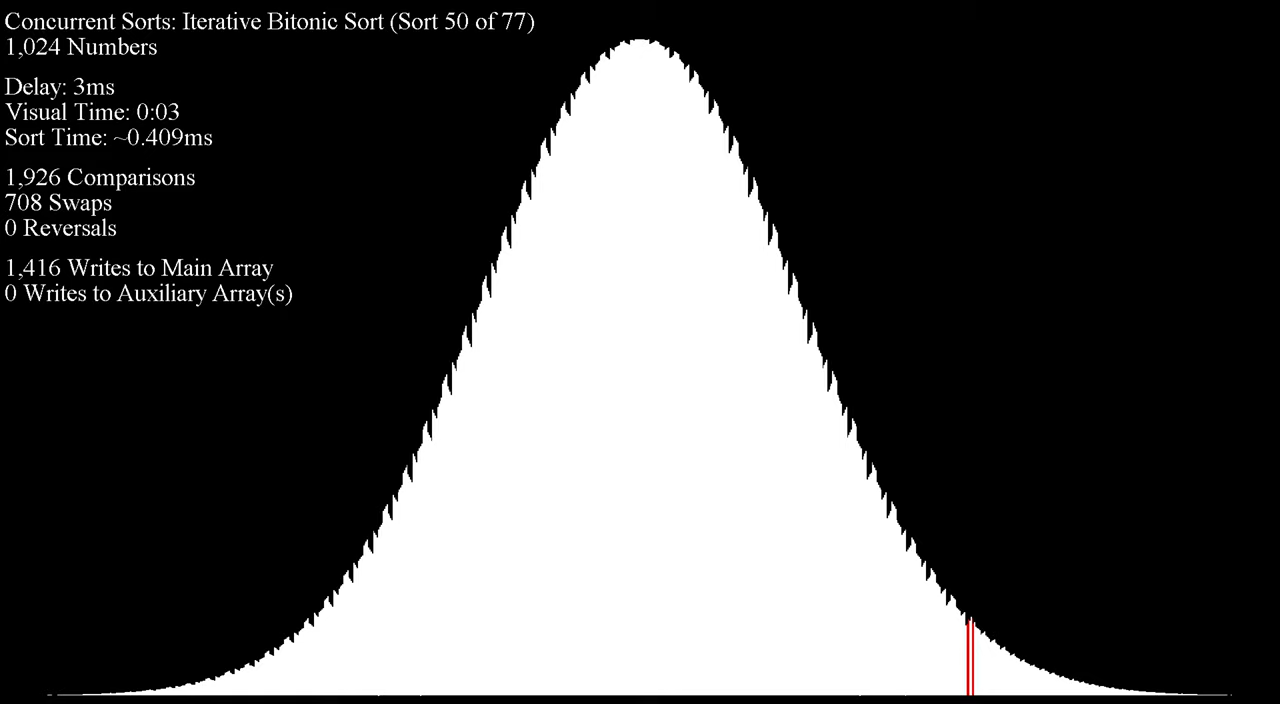 Concurrent Sorts: Iterative Bitonic Sort (Sort 50 of 77)
1,024 Numbers
Delay: 3ms
Visual Time: 0:03
Sort Time: ~0.409ms
1,926 Comparisons
708 Swaps
0 Reversals
1,416 Writes to Main Array
0 Writes to Auxiliary Array(s)